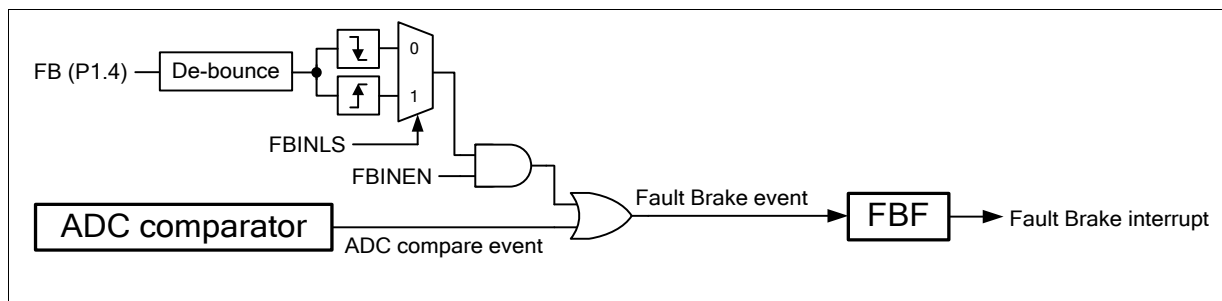 FB (P1.4)
De-bounce
0
1
FBINLS
FBINEN
ADC comparator
ADC compare event
Fault Brake event
FBF
Fault Brake interrupt